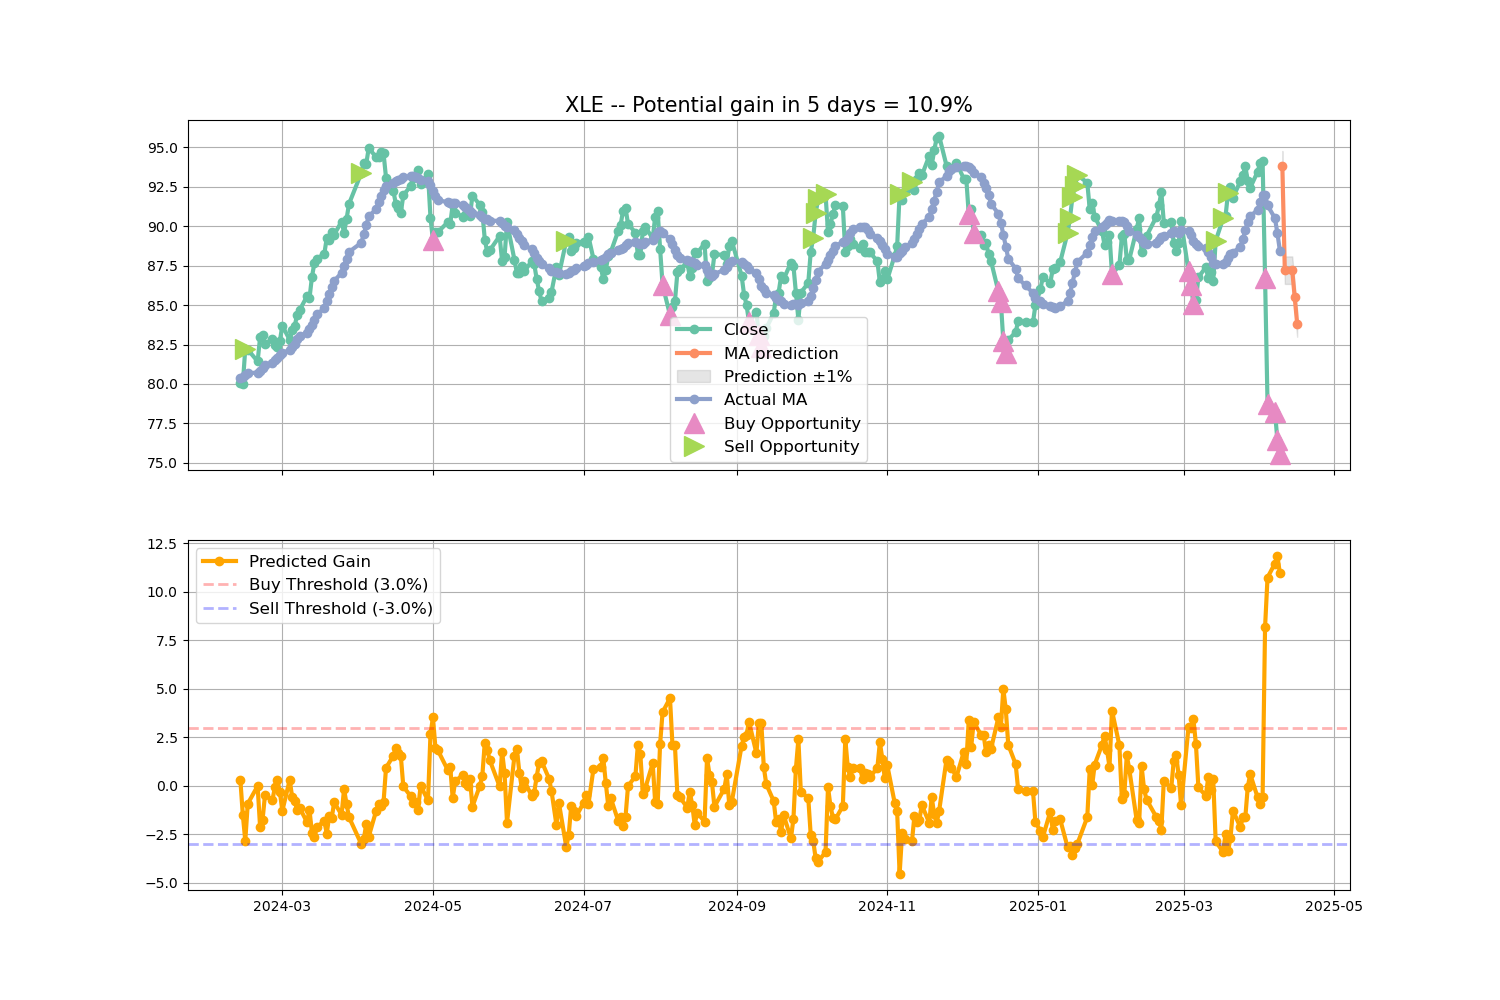 XLE -- Potential gain in 5 days = 10.9%
95.0
92.5
90.0
87.5
85.0
82.5
80.0
77.5
75.0
Close
MA prediction
Prediction ±1%
Actual MA
Buy Opportunity
Sell Opportunity
12.5
10.0
7.5
5.0
2.5
0.0
−2.5
−5.0
Predicted Gain
Buy Threshold (3.0%)
Sell Threshold (-3.0%)
2024-03 2024-05 2024-07 2024-09 2024-11 2025-01 2025-03 2025-05